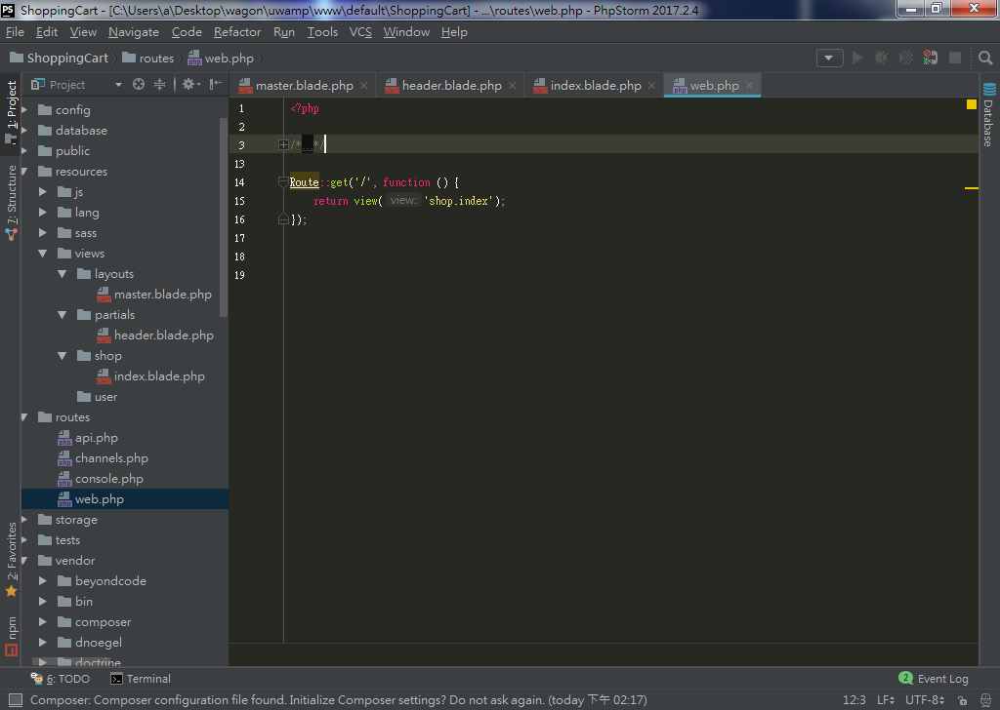 PS ShoppingCart - [C:\Users\a\Desktop\wagon\uwamp\www\default\ShoppingCart] - ...\routes\web.php - PhpStorm 2017.2.4
File Edit View Navigate Code Refactor Run Tools VCS Window Help
ShoppingCart routes web.php
1: Project
7: Structure
2: Favorites
npm
Project
config
database
public
resources
js
lang
sass
views
layouts
master.blade.php
partials
header.blade.php
shop
index.blade.php
user
routes
api.php
channels.php
console.php
web.php
storage
tests
vendor
beyondcode
bin
composer
dnoegel
doctrine
master.blade.php header.blade.php index.blade.php web.php
1 <?php
2
3 /*...*/
13
14 Route::get('/', function () {
15 return view( view: 'shop.index');
16 });
17
18
19
Database
6: TODO Terminal 2 Event Log
Composer: Composer configuration file found. Initialize Composer settings? Do not ask again. (today 下午 02:17) 12:3 LF UTF-8